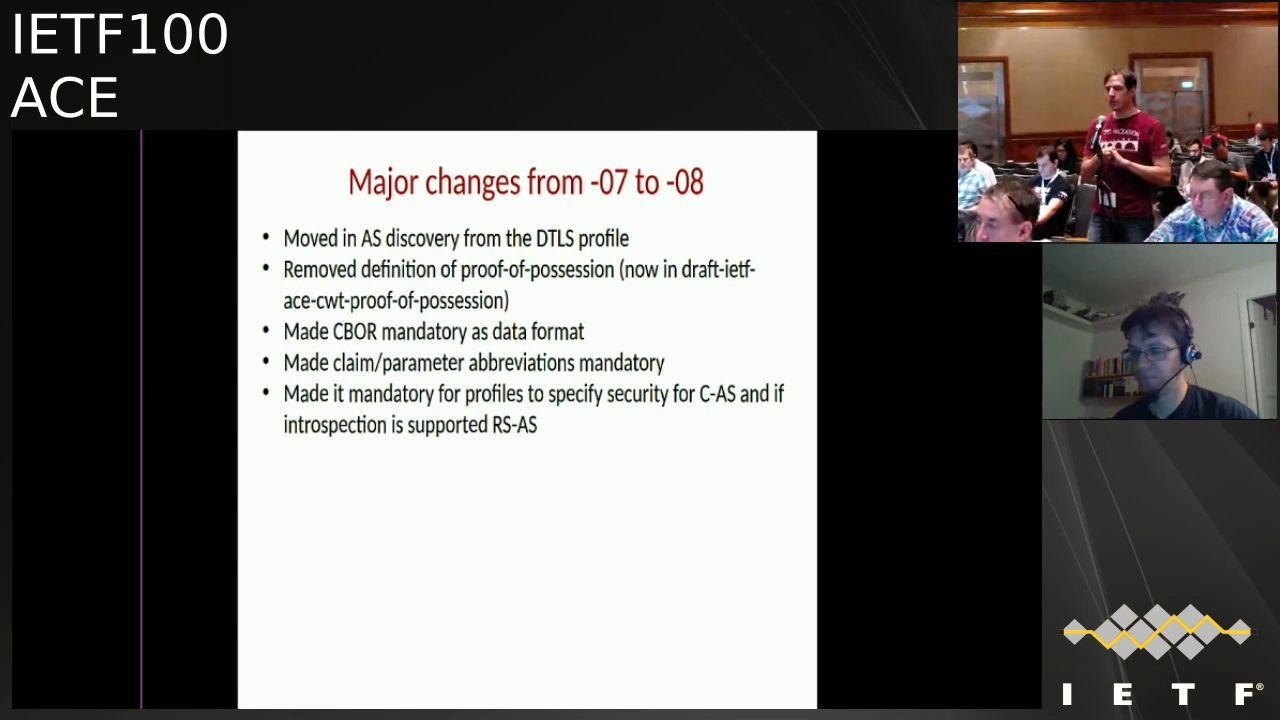 IETF100
ACE
Major changes from -07 to -08
• Moved in AS discovery from the DTLS profile
• Removed definition of proof-of-possession (now in draft-ietf-
ace-cwt-proof-of-possession)
• Made CBOR mandatory as data format
• Made claim/parameter abbreviations mandatory
• Made it mandatory for profiles to specify security for C-AS and if
introspection is supported RS-AS
I E T F®